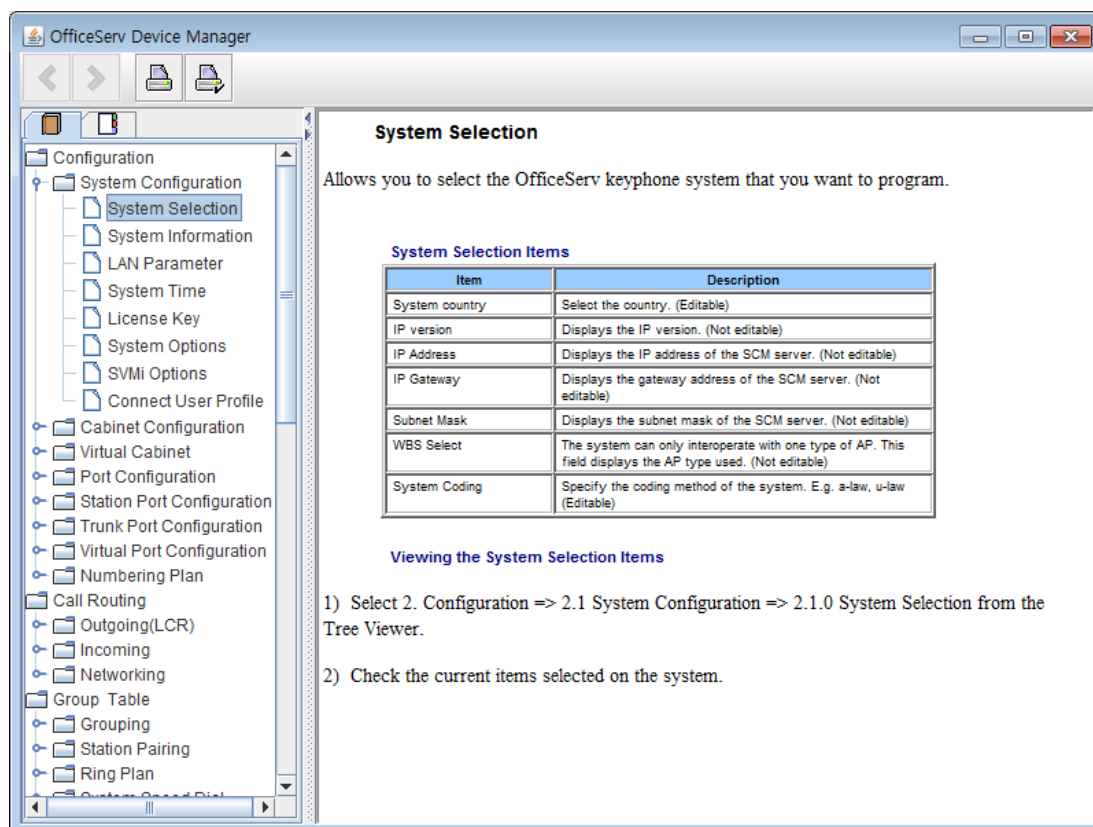 OfficeServ Device Manager
Configuration
System Configuration
System Selection
System Information
LAN Parameter
System Time
License Key
System Options
SVMi Options
Connect User Profile
Cabinet Configuration
Virtual Cabinet
Port Configuration
Station Port Configuration
Trunk Port Configuration
Virtual Port Configuration
Numbering Plan
Call Routing
Outgoing(LCR)
Incoming
Networking
Group Table
Grouping
Station Pairing
Ring Plan
System Speed Dial
System Selection
Allows you to select the OfficeServ keyphone system that you want to program.
System Selection Items
Item Description
System country Select the country. (Editable)
IP version Displays the IP version. (Not editable)
IP Address Displays the IP address of the SCM server. (Not editable)
IP Gateway Displays the gateway address of the SCM server. (Not
editable)
Subnet Mask Displays the subnet mask of the SCM server. (Not editable)
WBS Select The system can only interoperate with one type of AP. This
field displays the AP type used. (Not editable)
System Coding Specify the coding method of the system. E.g. a-law, u-law
(Editable)
Viewing the System Selection Items
1) Select 2. Configuration => 2.1 System Configuration => 2.1.0 System Selection from the
Tree Viewer.
2) Check the current items selected on the system.